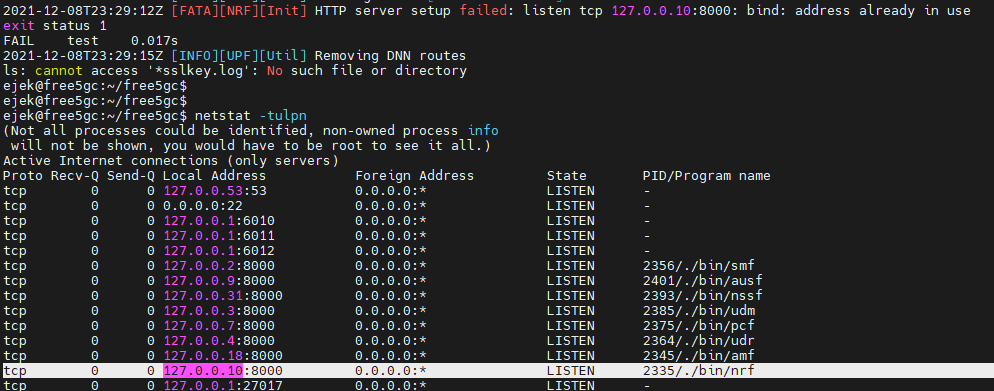 2021-12-08T23:29:12Z [FATA][NRF][Init] HTTP server setup failed: listen tcp 127.0.0.10:8000: bind: address already in use
exit status 1
FAIL    test    0.017s
2021-12-08T23:29:15Z [INFO][UPF][Util] Removing DNN routes
ls: cannot access '*sslkey.log': No such file or directory
ejek@free5gc:~/free5gc$
ejek@free5gc:~/free5gc$
ejek@free5gc:~/free5gc$ netstat -tulpn
(Not all processes could be identified, non-owned process info
 will not be shown, you would have to be root to see it all.)
Active Internet connections (only servers)
Proto Recv-Q Send-Q Local Address           Foreign Address         State       PID/Program name
tcp        0      0 127.0.0.53:53           0.0.0.0:*               LISTEN      -
tcp        0      0 0.0.0.0:22              0.0.0.0:*               LISTEN      -
tcp        0      0 127.0.0.1:6010          0.0.0.0:*               LISTEN      -
tcp        0      0 127.0.0.1:6011          0.0.0.0:*               LISTEN      -
tcp        0      0 127.0.0.1:6012          0.0.0.0:*               LISTEN      -
tcp        0      0 127.0.0.2:8000          0.0.0.0:*               LISTEN      2356/./bin/smf
tcp        0      0 127.0.0.9:8000          0.0.0.0:*               LISTEN      2401/./bin/ausf
tcp        0      0 127.0.0.31:8000         0.0.0.0:*               LISTEN      2393/./bin/nssf
tcp        0      0 127.0.0.3:8000          0.0.0.0:*               LISTEN      2385/./bin/udm
tcp        0      0 127.0.0.7:8000          0.0.0.0:*               LISTEN      2375/./bin/pcf
tcp        0      0 127.0.0.4:8000          0.0.0.0:*               LISTEN      2364/./bin/udr
tcp        0      0 127.0.0.18:8000         0.0.0.0:*               LISTEN      2345/./bin/amf
tcp        0      0 127.0.0.10:8000         0.0.0.0:*               LISTEN      2335/./bin/nrf
tcp        0      0 127.0.0.1:27017         0.0.0.0:*               LISTEN      -